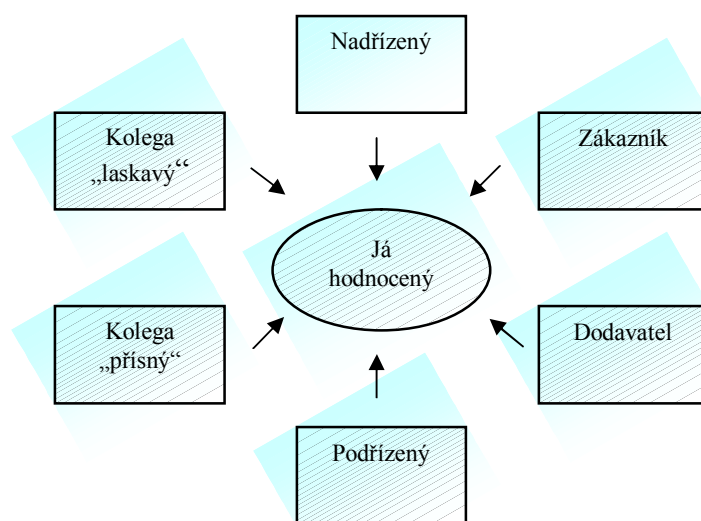 Nadřízený
Kolega
„laskavý“
Zákazník
Já
hodnocený
Kolega
„přísný“
Dodavatel
Podřízený